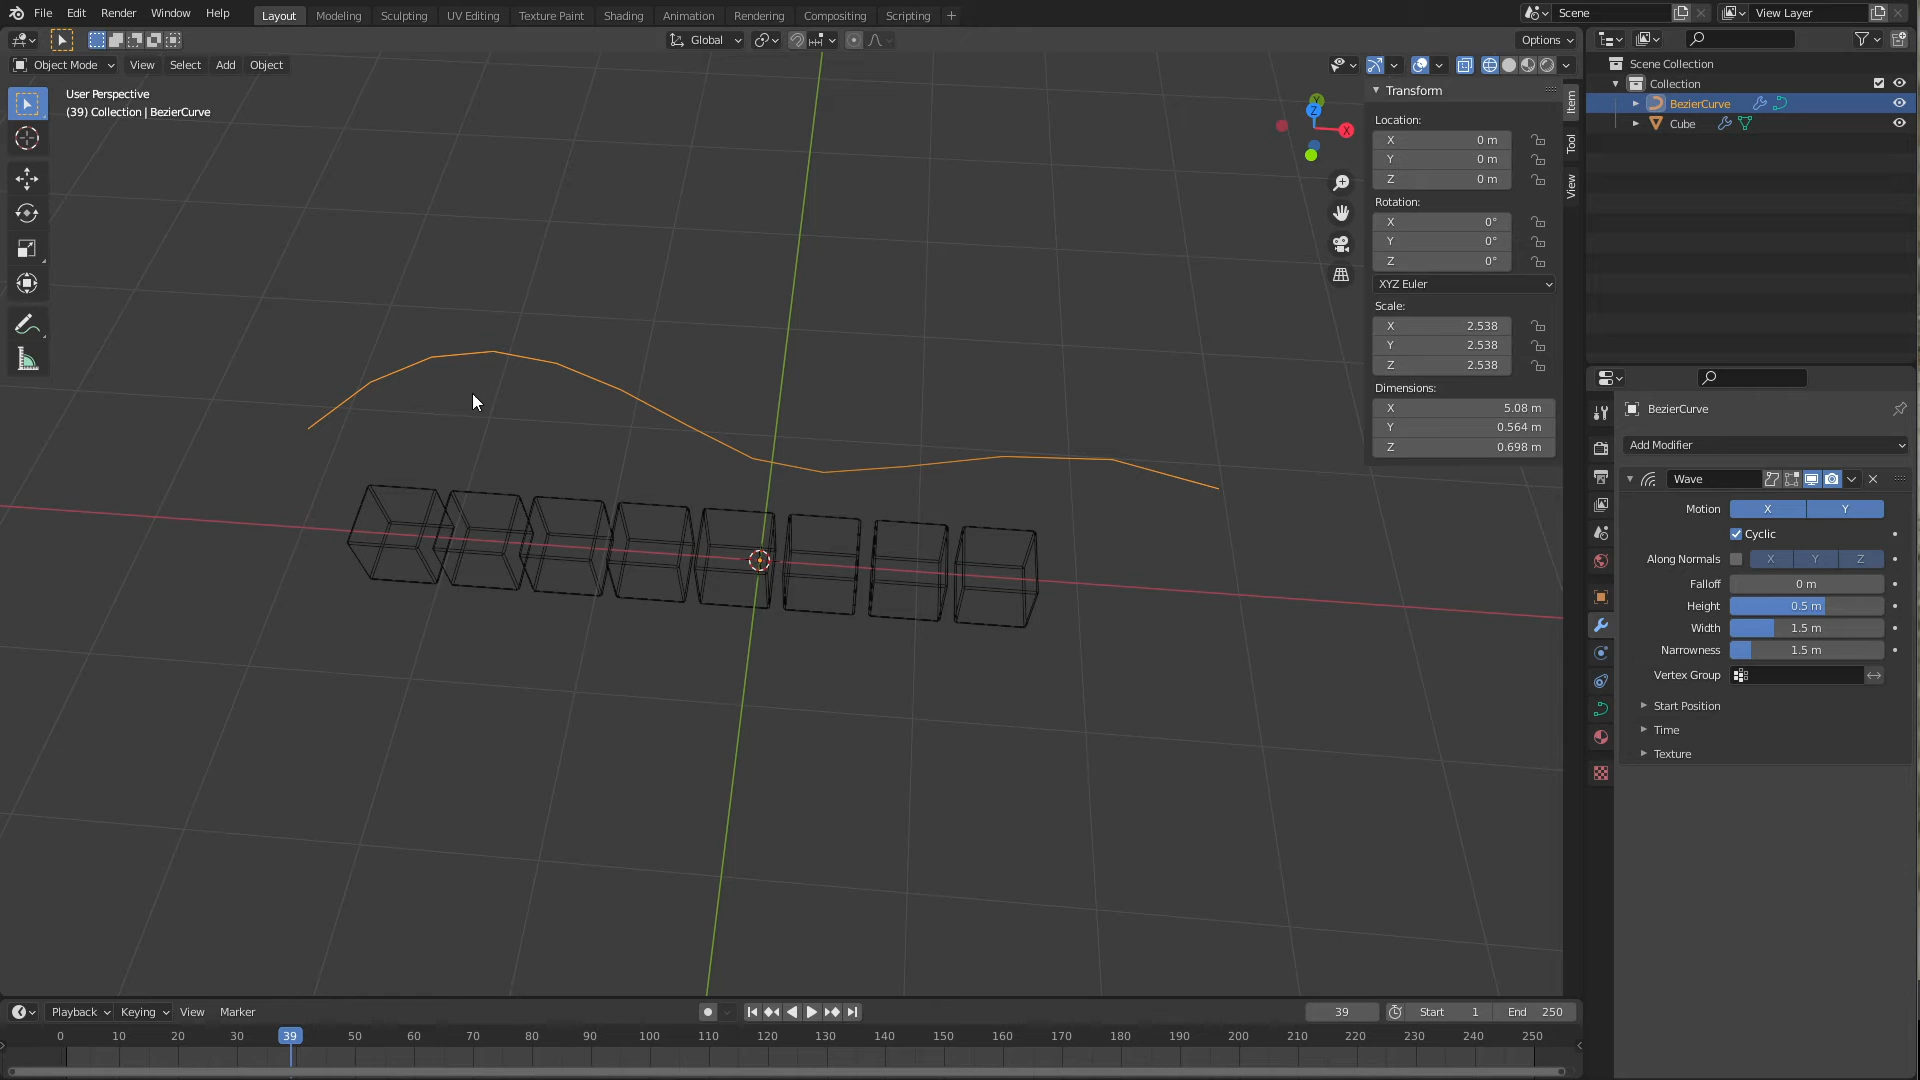 File Edit Render Window Help Layout Modeling Sculpting UV Editing Texture Paint Shading Animation Rendering Compositing Scripting + Scene View Layer
Global Options
Object Mode View Select Add Object
User Perspective
(39) Collection | BezierCurve
Y
Z
X
Transform
Location:
X 0 m
Y 0 m
Z 0 m
Rotation:
X 0°
Y 0°
Z 0°
XYZ Euler
Scale:
X 2.538
Y 2.538
Z 2.538
Dimensions:
X 5.08 m
Y 0.564 m
Z 0.698 m
Item
Tool
View
Scene Collection
Collection
BezierCurve
Cube
BezierCurve
Add Modifier
Wave
Motion X Y
Cyclic
Along Normals X Y Z
Falloff 0 m
Height 0.5 m
Width 1.5 m
Narrowness 1.5 m
Vertex Group
Start Position
Time
Texture
Playback Keying View Marker 39 Start 1 End 250
0 10 20 30 39 50 60 70 80 90 100 110 120 130 140 150 160 170 180 190 200 210 220 230 240 250